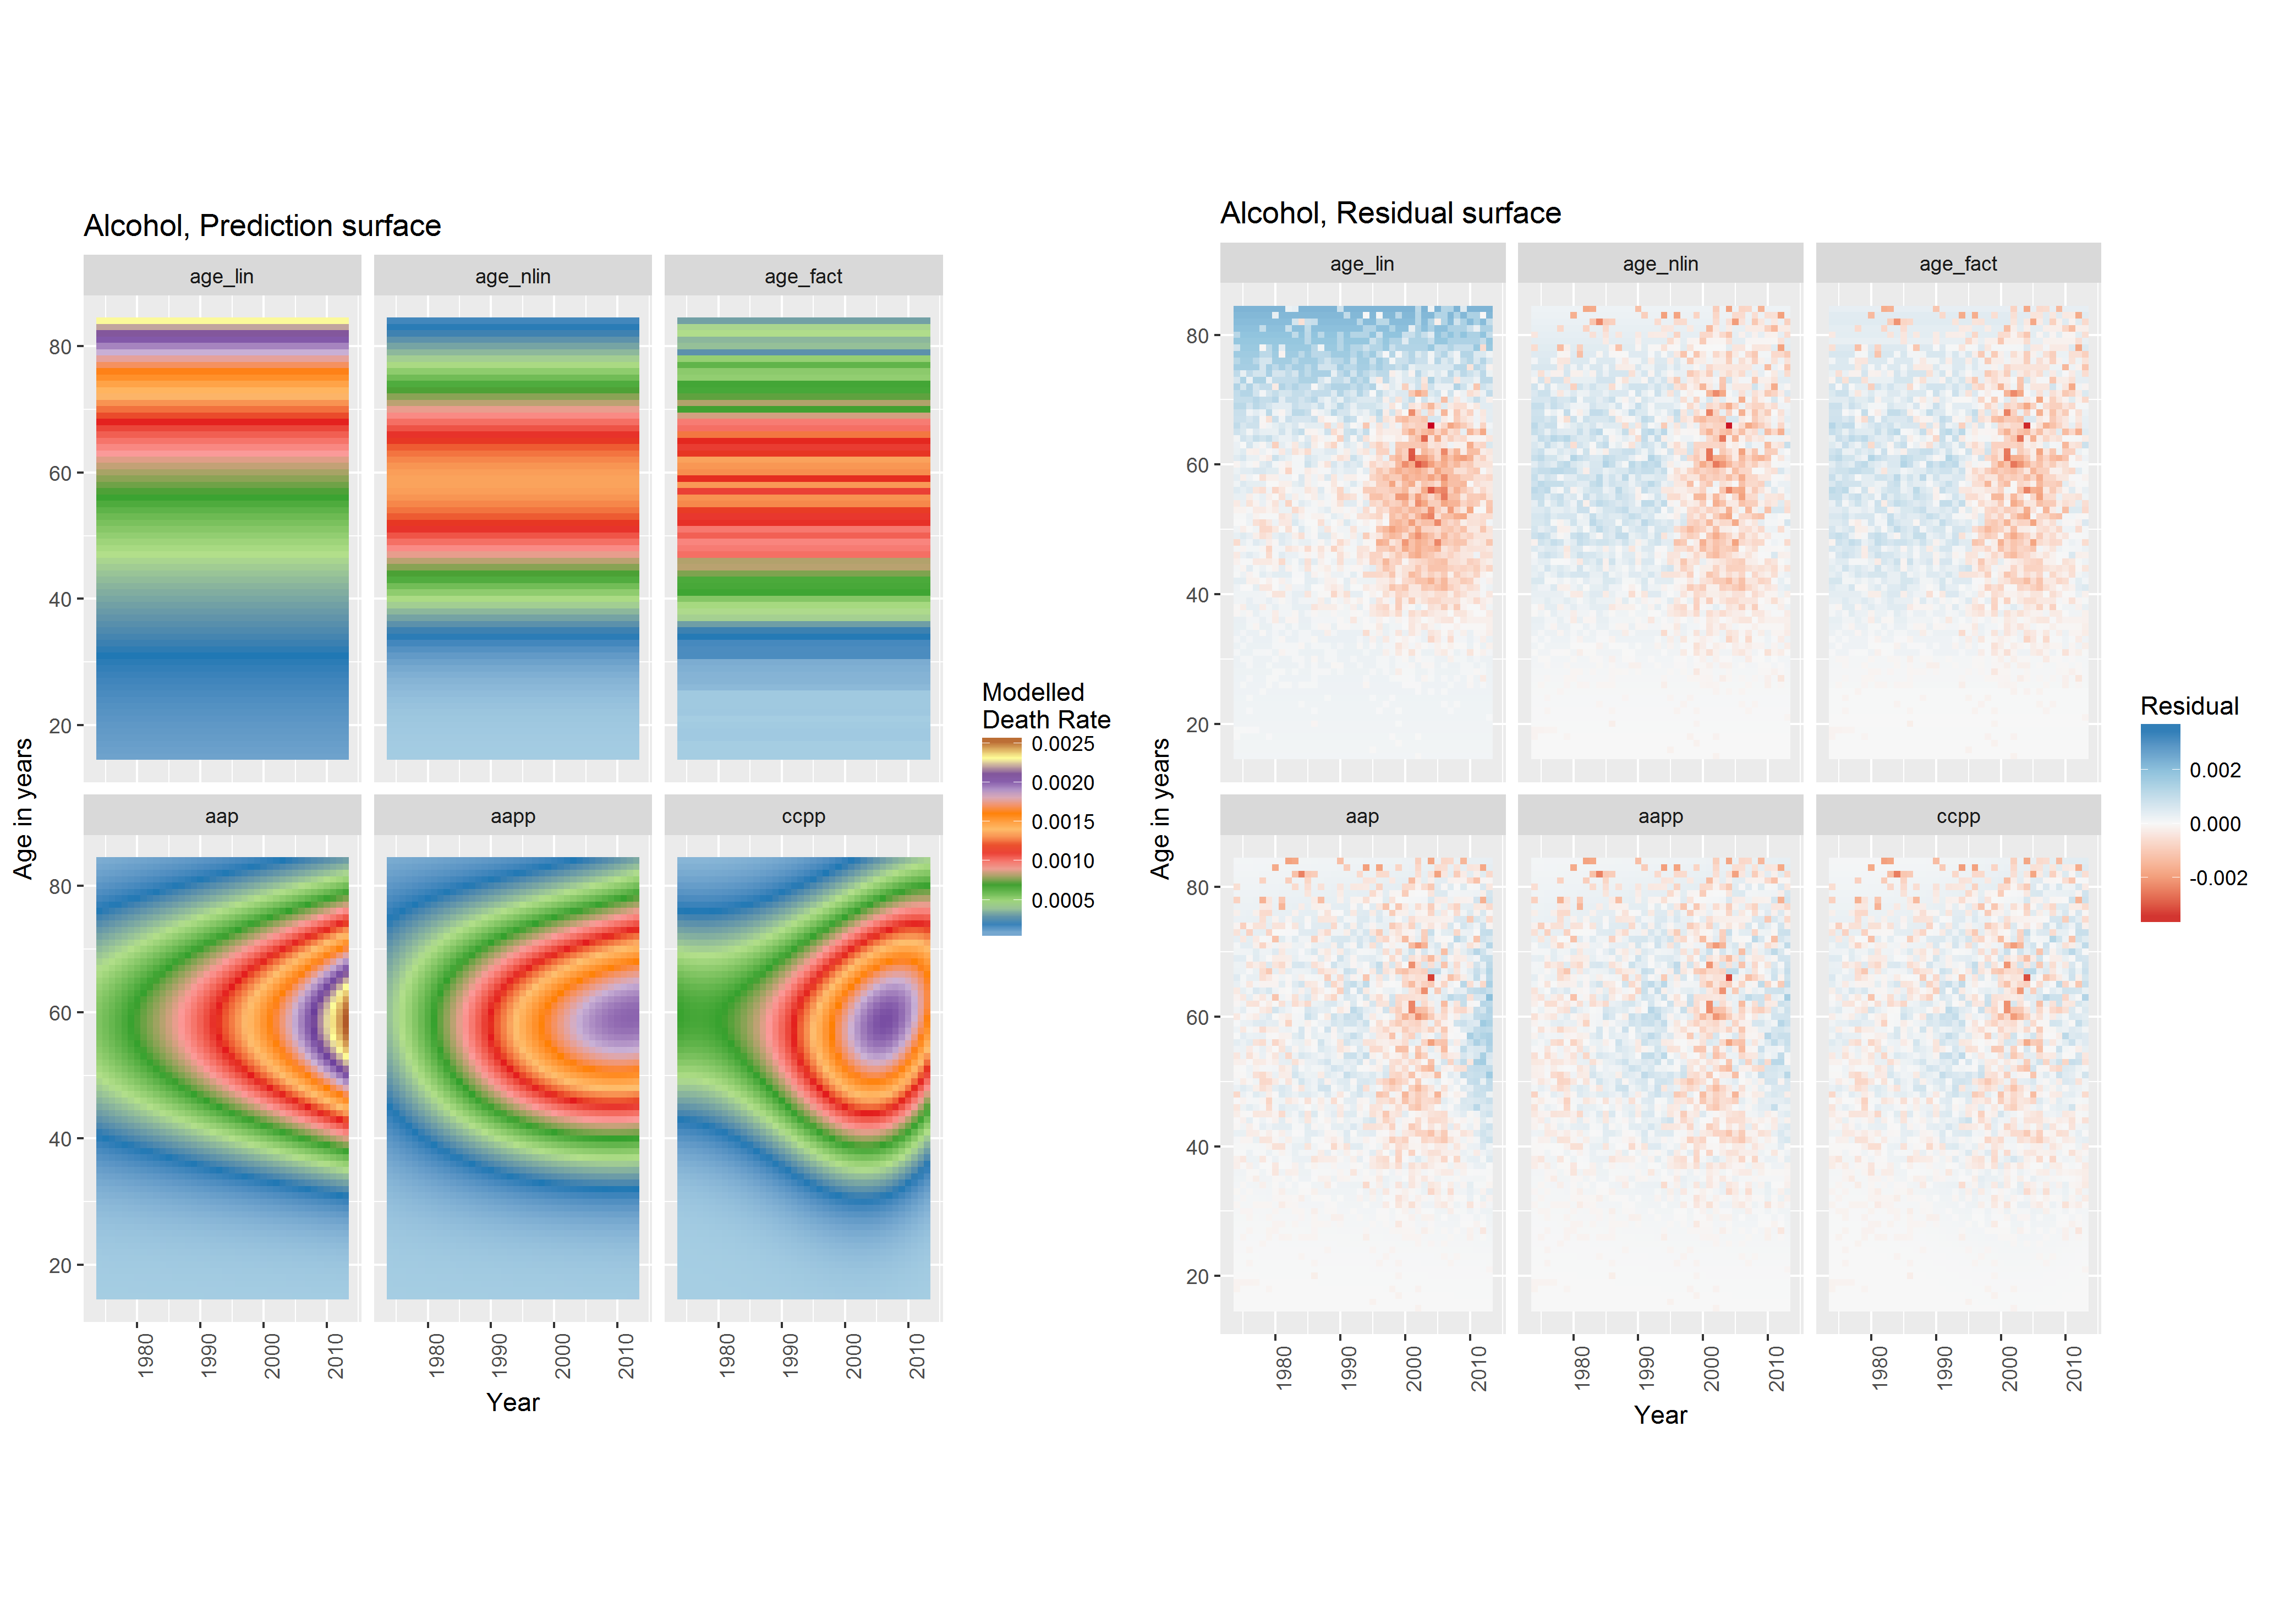 Alcohol, Prediction surface
age_lin age_nlin age_fact
80
60
40
20
aap aapp ccpp
80
60
40
20
1980 1990 2000 2010 1980 1990 2000 2010 1980 1990 2000 2010
Year
Age in years
Modelled
Death Rate
0.0025
0.0020
0.0015
0.0010
0.0005
Alcohol, Residual surface
age_lin age_nlin age_fact
80
60
40
20
aap aapp ccpp
80
60
40
20
1980 1990 2000 2010 1980 1990 2000 2010 1980 1990 2000 2010
Year
Age in years
Residual
0.002
0.000
-0.002